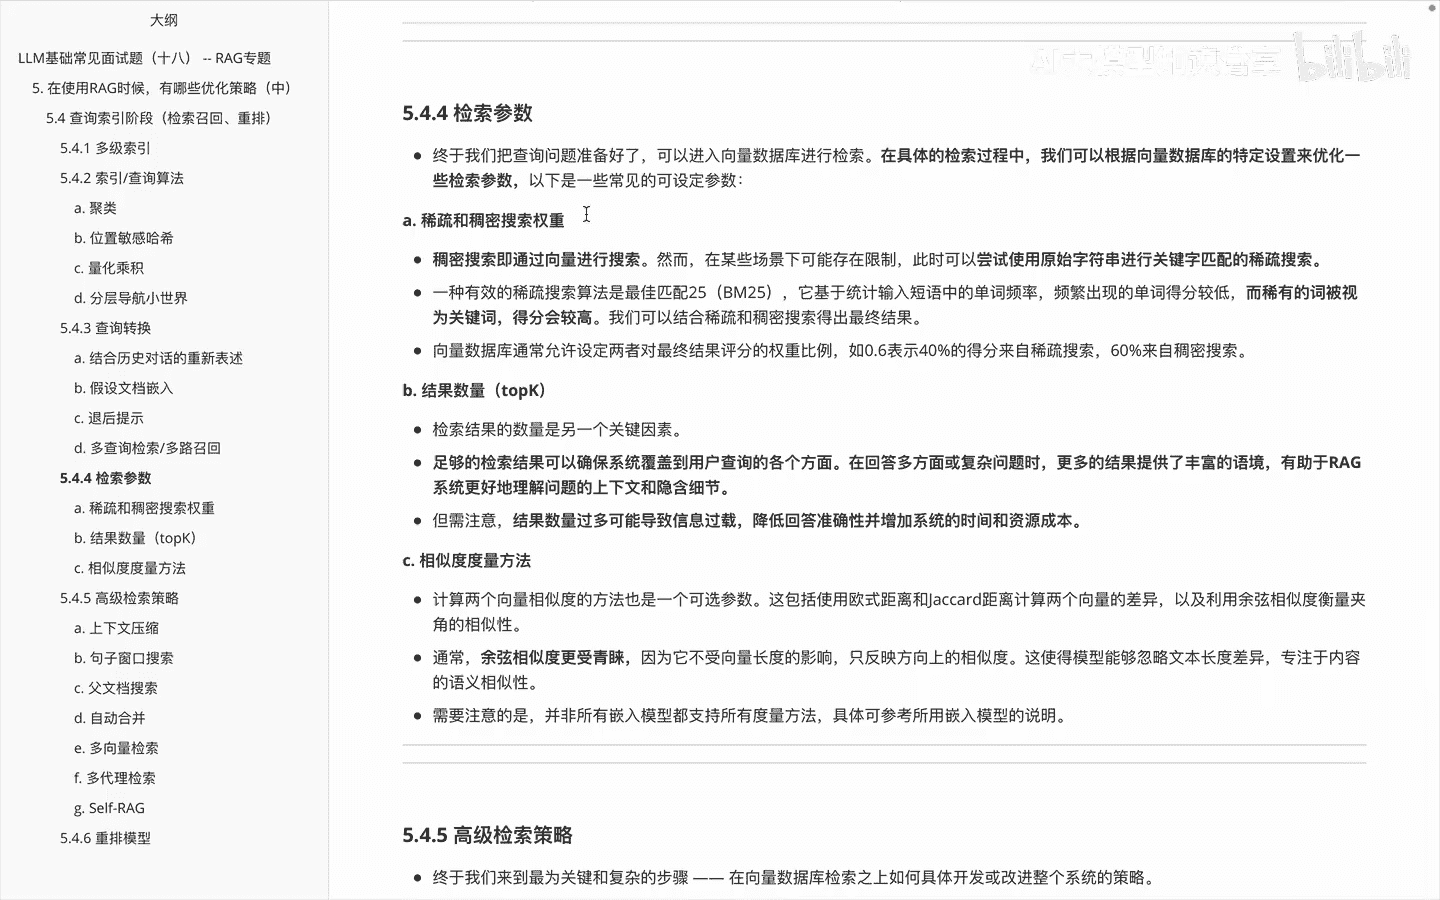 大纲
LLM基础常见面试题（十八） -- RAG专题
5. 在使用RAG时候，有哪些优化策略（中）
5.4 查询索引阶段（检索召回、重排）
5.4.1 多级索引
5.4.2 索引/查询算法
a. 聚类
b. 位置敏感哈希
c. 量化乘积
d. 分层导航小世界
5.4.3 查询转换
a. 结合历史对话的重新表述
b. 假设文档嵌入
c. 退后提示
d. 多查询检索/多路召回
5.4.4 检索参数
a. 稀疏和稠密搜索权重
b. 结果数量（topK）
c. 相似度度量方法
5.4.5 高级检索策略
a. 上下文压缩
b. 句子窗口搜索
c. 父文档搜索
d. 自动合并
e. 多向量检索
f. 多代理检索
g. Self-RAG
5.4.6 重排模型
bilibili
5.4.4 检索参数
● 终于我们把查询问题准备好了，可以进入向量数据库进行检索。在具体的检索过程中，我们可以根据向量数据库的特定设置来优化一
些检索参数，以下是一些常见的可设定参数：
a. 稀疏和稠密搜索权重
● 稠密搜索即通过向量进行搜索。然而，在某些场景下可能存在限制，此时可以尝试使用原始字符串进行关键字匹配的稀疏搜索。
● 一种有效的稀疏搜索算法是最佳匹配25（BM25），它基于统计输入短语中的单词频率，频繁出现的单词得分较低，而稀有的词被视
为关键词，得分会较高。我们可以结合稀疏和稠密搜索得出最终结果。
● 向量数据库通常允许设定两者对最终结果评分的权重比例，如0.6表示40%的得分来自稀疏搜索，60%来自稠密搜索。
b. 结果数量（topK）
● 检索结果的数量是另一个关键因素。
● 足够的检索结果可以确保系统覆盖到用户查询的各个方面。在回答多方面或复杂问题时，更多的结果提供了丰富的语境，有助于RAG
系统更好地理解问题的上下文和隐含细节。
● 但需注意，结果数量过多可能导致信息过载，降低回答准确性并增加系统的时间和资源成本。
c. 相似度度量方法
● 计算两个向量相似度的方法也是一个可选参数。这包括使用欧式距离和Jaccard距离计算两个向量的差异，以及利用余弦相似度衡量夹
角的相似性。
● 通常，余弦相似度更受青睐，因为它不受向量长度的影响，只反映方向上的相似度。这使得模型能够忽略文本长度差异，专注于内容
的语义相似性。
● 需要注意的是，并非所有嵌入模型都支持所有度量方法，具体可参考所用嵌入模型的说明。
5.4.5 高级检索策略
● 终于我们来到最为关键和复杂的步骤 —— 在向量数据库检索之上如何具体开发或改进整个系统的策略。